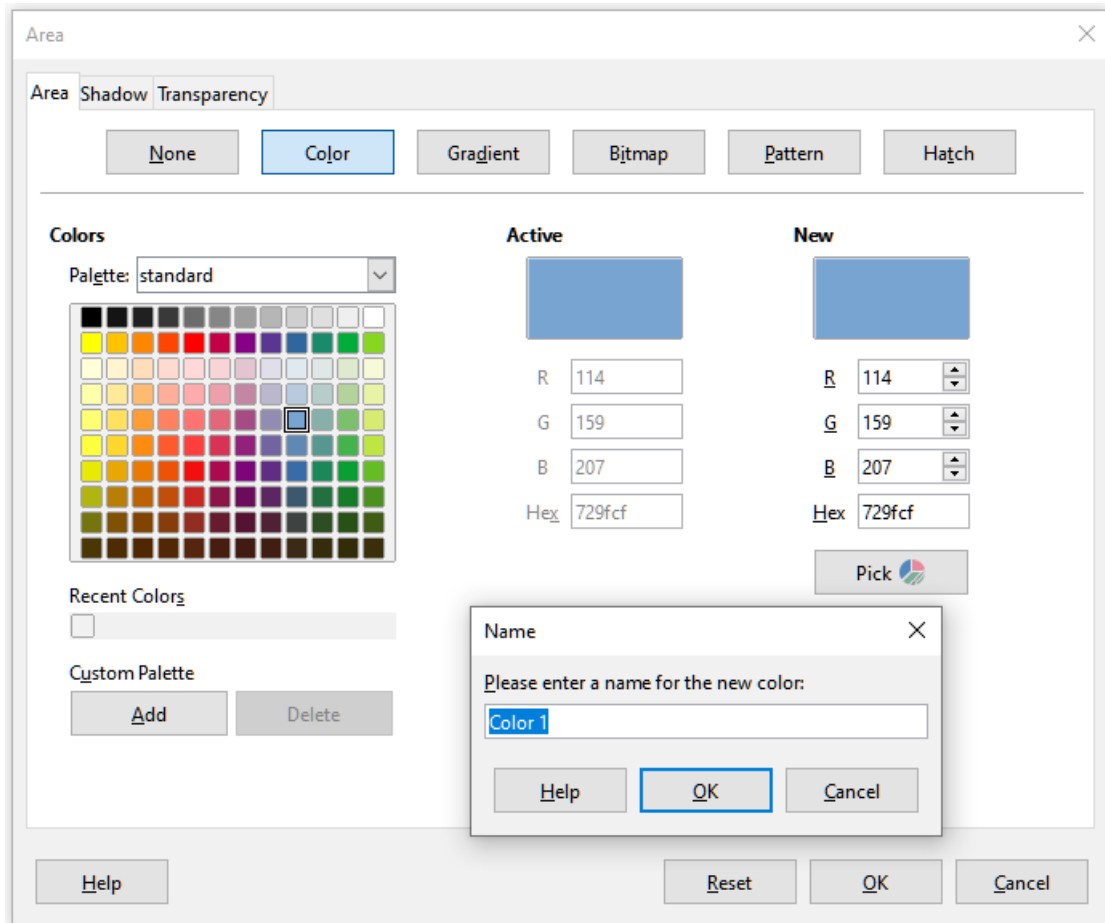 Area
Area Shadow Transparency
None Color Gradient Bitmap Pattern Hatch
Colors Active New
Palette: standard
R 114 R 114
G 159 G 159
B 207 B 207
Hex 729fcf Hex 729fcf
Pick
Recent Colors
Custom Palette
Add Delete
Name
Please enter a name for the new color:
Color 1
Help OK Cancel
Help Reset OK Cancel